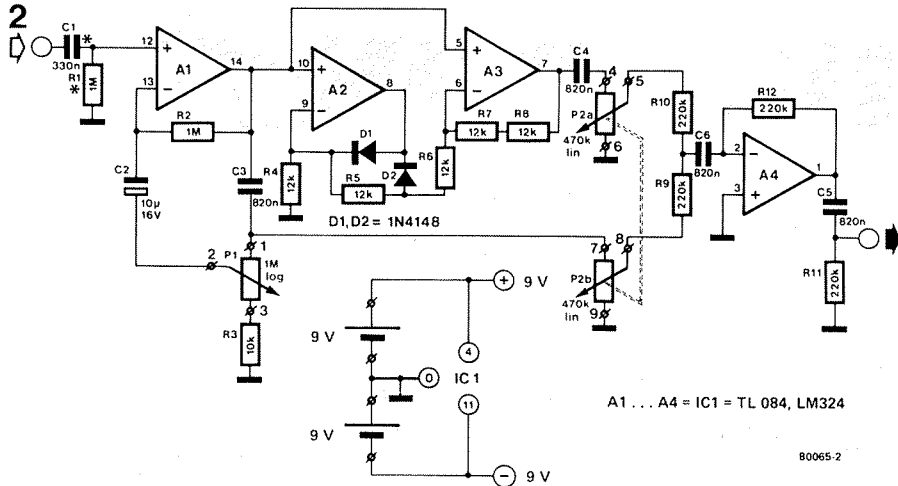 2
C1
330n
*
R1
*
1M
12
13
A1
14
R2
1M
C2
10µ
16V
C3
820n
10
9
A2
8
R4
12k
D1
D2
R5
12k
R6
12k
D1, D2 = 1N4148
5
6
A3
7
R7
12k
R8
12k
C4
820n
4
5
P2a
470k
lin
6
R10
220k
R9
220k
C6
820n
R12
220k
2
3
A4
1
C5
820n
R11
220k
2
P1
1
1M
log
3
R3
10k
7
8
P2b
470k
lin
9
+ 9 V
9 V
4
0
IC 1
11
9 V
− 9 V
A1 . . . A4 = IC1 = TL 084, LM324
80065-2